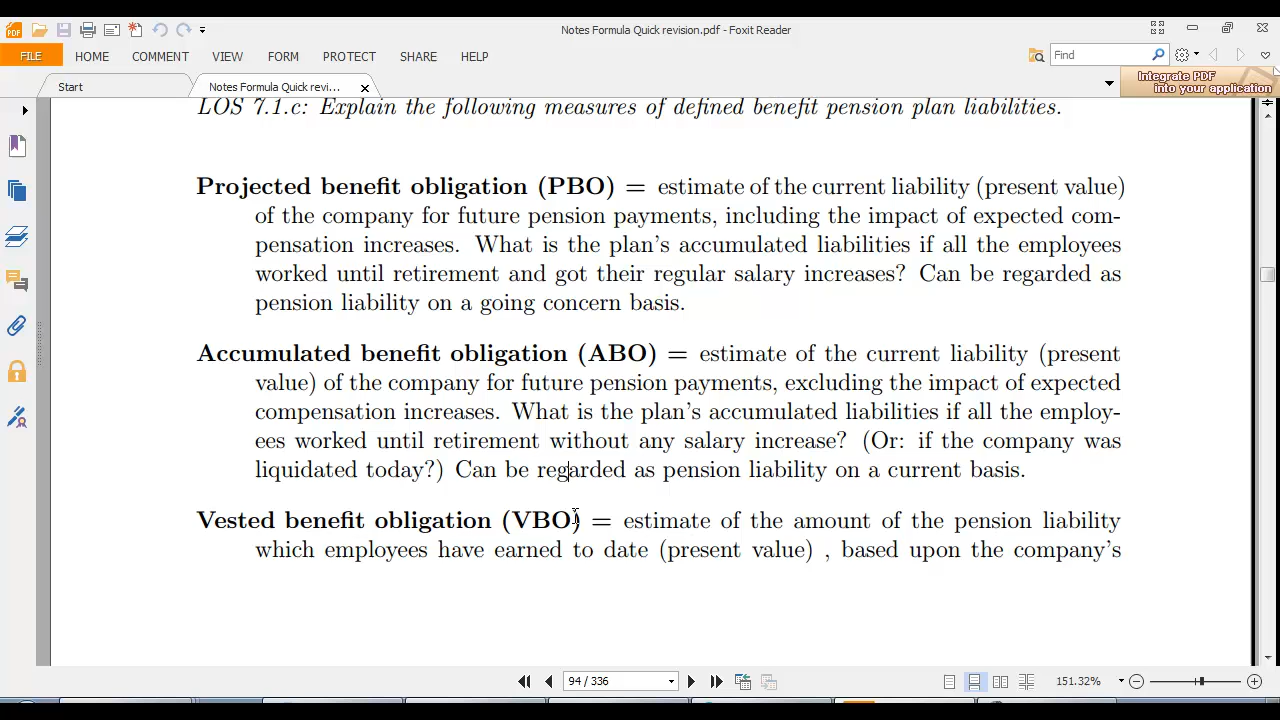 Notes Formula Quick revision.pdf - Foxit Reader
FILE HOME COMMENT VIEW FORM PROTECT SHARE HELP
Find
Start
Notes Formula Quick revi...
Integrate PDF
into your application
LOS 7.1.c: Explain the following measures of defined benefit pension plan liabilities.
Projected benefit obligation (PBO) = estimate of the current liability (present value)
of the company for future pension payments, including the impact of expected com-
pensation increases. What is the plan's accumulated liabilities if all the employees
worked until retirement and got their regular salary increases? Can be regarded as
pension liability on a going concern basis.
Accumulated benefit obligation (ABO) = estimate of the current liability (present
value) of the company for future pension payments, excluding the impact of expected
compensation increases. What is the plan's accumulated liabilities if all the employ-
ees worked until retirement without any salary increase? (Or: if the company was
liquidated today?) Can be regarded as pension liability on a current basis.
Vested benefit obligation (VBO) = estimate of the amount of the pension liability
which employees have earned to date (present value) , based upon the company's
94 / 336
151.32%